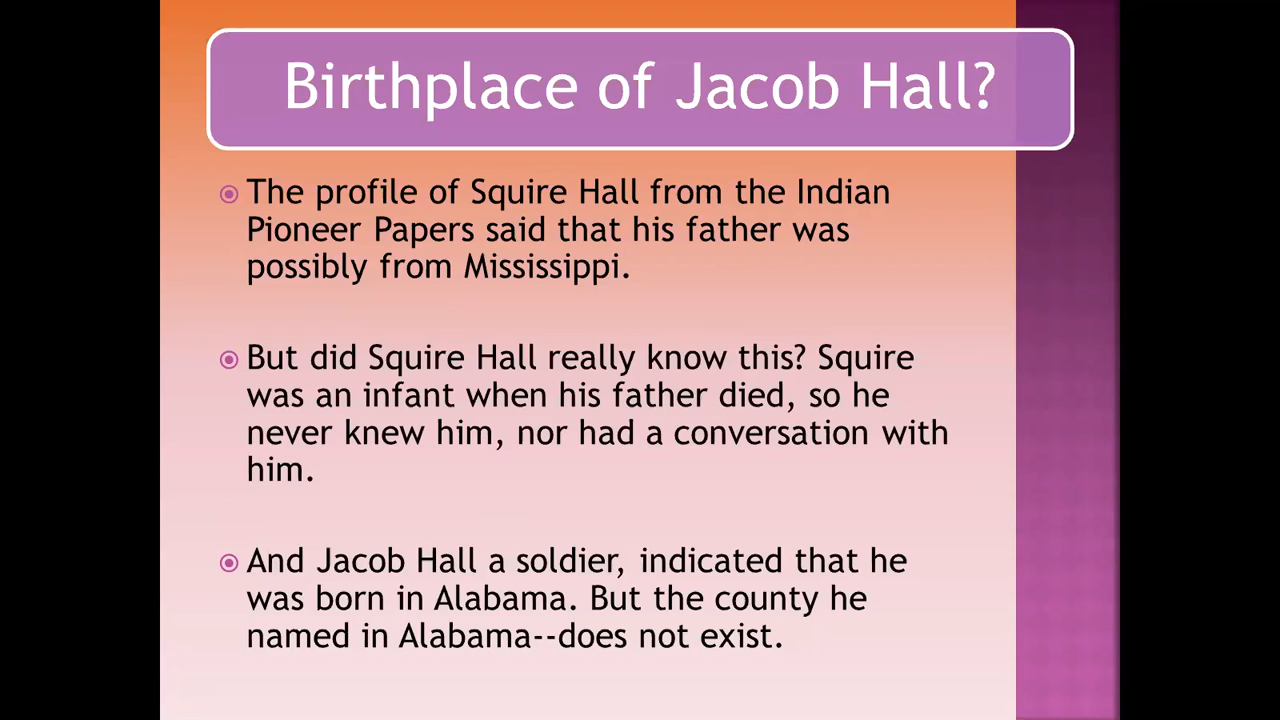 Birthplace of Jacob Hall?
The profile of Squire Hall from the Indian
Pioneer Papers said that his father was
possibly from Mississippi.
But did Squire Hall really know this? Squire
was an infant when his father died, so he
never knew him, nor had a conversation with
him.
And Jacob Hall a soldier, indicated that he
was born in Alabama. But the county he
named in Alabama--does not exist.